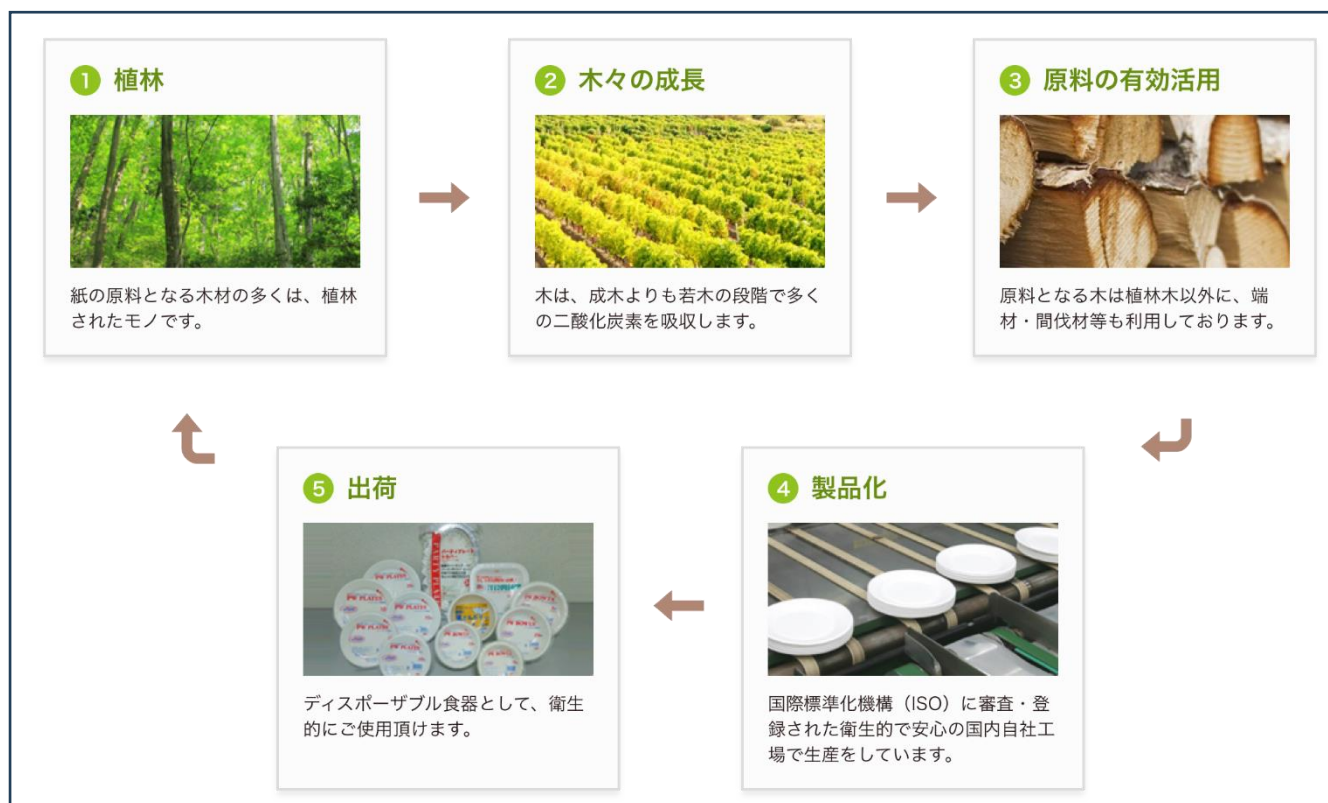 1 植林
紙の原料となる木材の多くは、植林
されたモノです。
2 木々の成長
木は、成木よりも若木の段階で多く
の二酸化炭素を吸収します。
3 原料の有効活用
原料となる木は植林木以外に、端
材・間伐材等も利用しております。
4 製品化
国際標準化機構（ISO）に審査・登
録された衛生的で安心の国内自社工
場で生産をしています。
5 出荷
ディスポーザブル食器として、衛生
的にご使用頂けます。